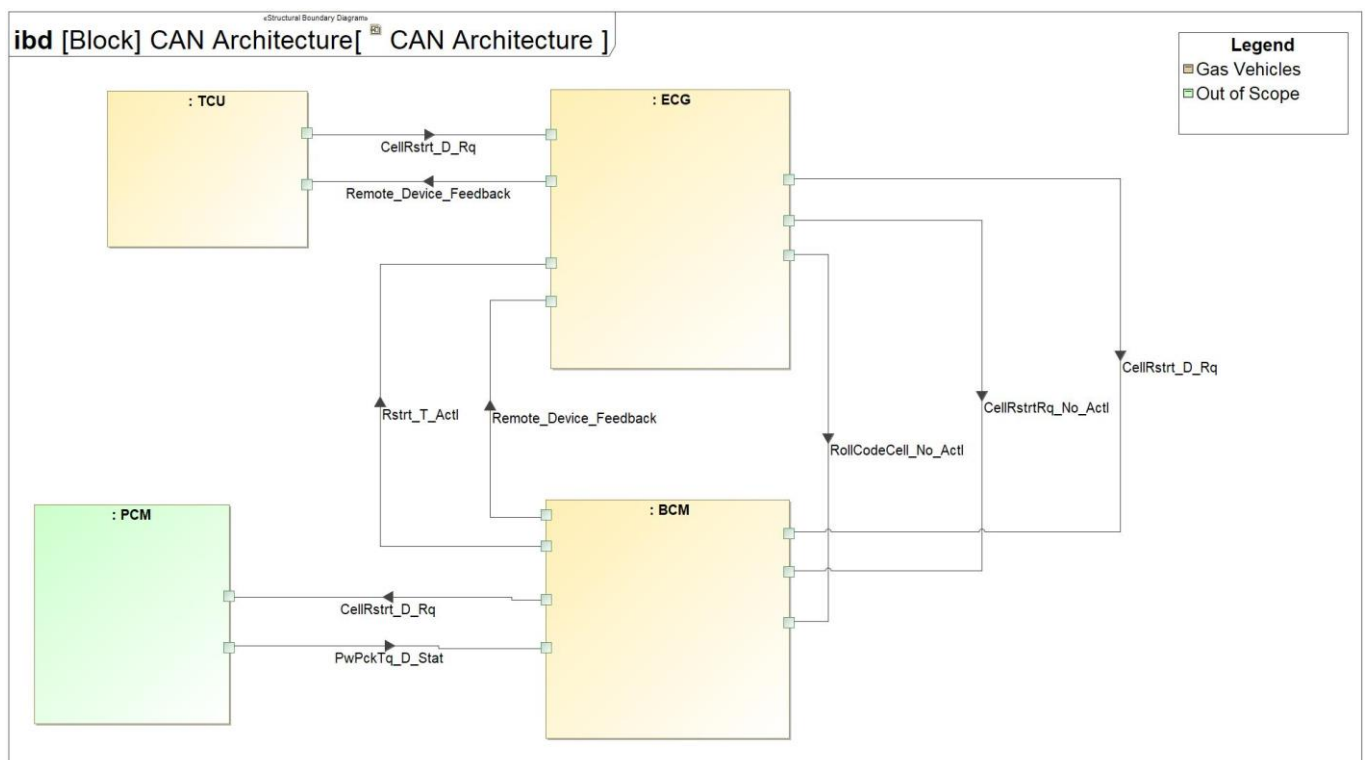 «Structural Boundary Diagram»
ibd [Block] CAN Architecture[ CAN Architecture ]
Legend
Gas Vehicles
Out of Scope
: TCU
: ECG
CellRstrt_D_Rq
Remote_Device_Feedback
CellRstrt_D_Rq
CellRstrtRq_No_Actl
Rstrt_T_Actl
Remote_Device_Feedback
RollCodeCell_No_Actl
: PCM
: BCM
CellRstrt_D_Rq
PwPckTq_D_Stat